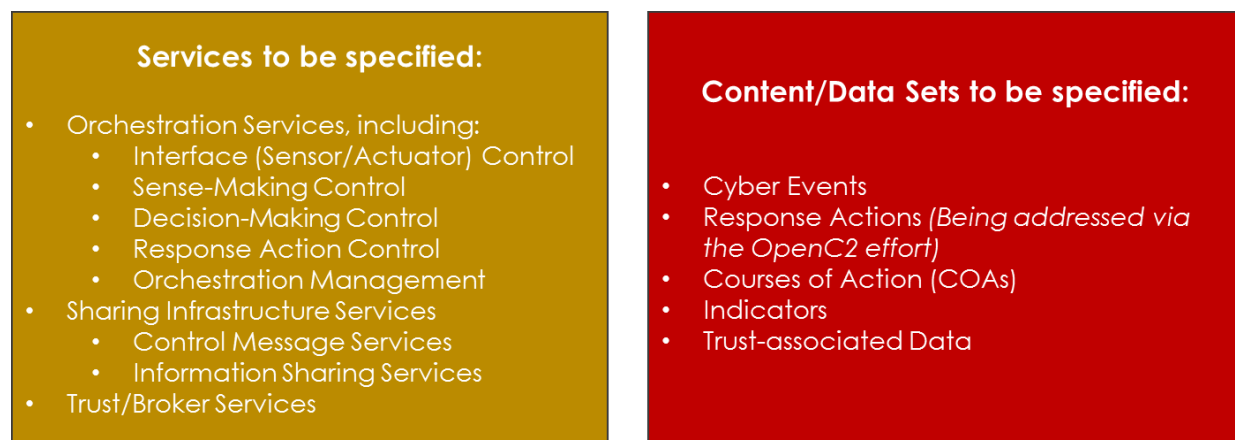 Services to be specified:
• Orchestration Services, including:
• Interface (Sensor/Actuator) Control
• Sense-Making Control
• Decision-Making Control
• Response Action Control
• Orchestration Management
• Sharing Infrastructure Services
• Control Message Services
• Information Sharing Services
• Trust/Broker Services
Content/Data Sets to be specified:
• Cyber Events
• Response Actions (Being addressed via
the OpenC2 effort)
• Courses of Action (COAs)
• Indicators
• Trust-associated Data